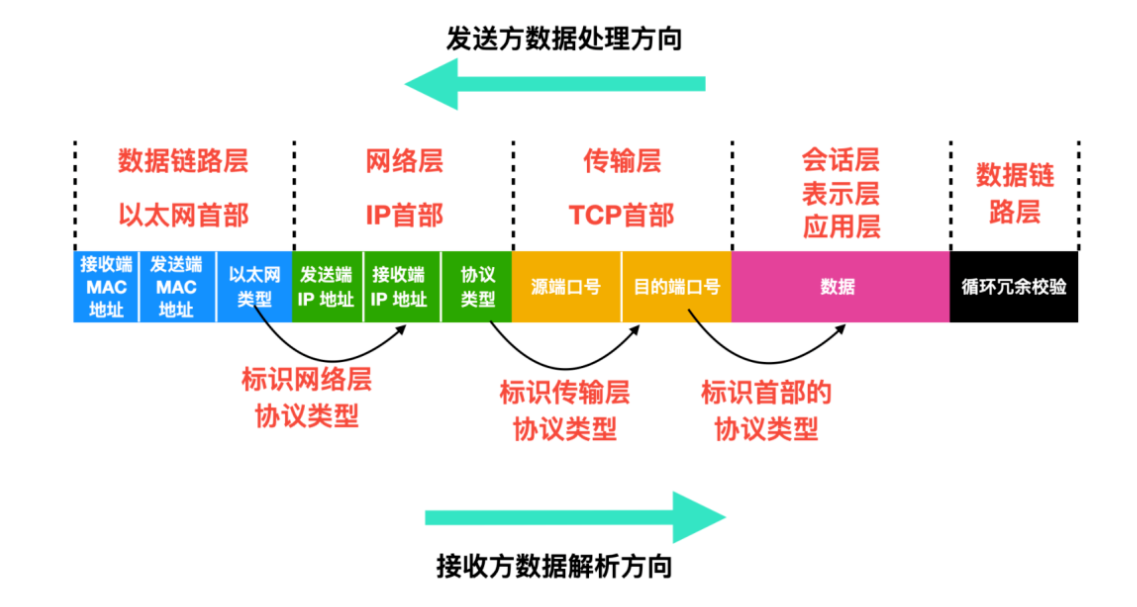 发送方数据处理方向
数据链路层
以太网首部
网络层
IP首部
传输层
TCP首部
会话层
表示层
应用层
数据链
路层
接收端
MAC
地址
发送端
MAC
地址
以太网
类型
发送端
IP 地址
接收端
IP 地址
协议
类型
源端口号
目的端口号
数据
循环冗余校验
标识网络层
协议类型
标识传输层
协议类型
标识首部的
协议类型
接收方数据解析方向